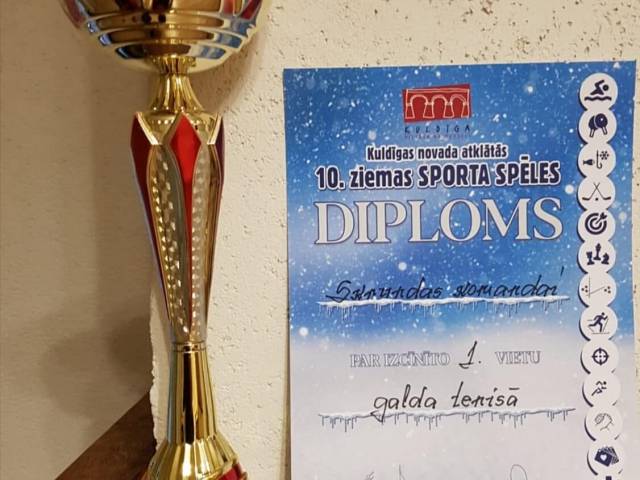 KULDĪGA
Kuldīgas novada atklātās
10. ziemas SPORTA SPĒLES
DIPLOMS
Skrundas komandai
PAR IZCĪNĪTO 1. VIETU
galda tenisā